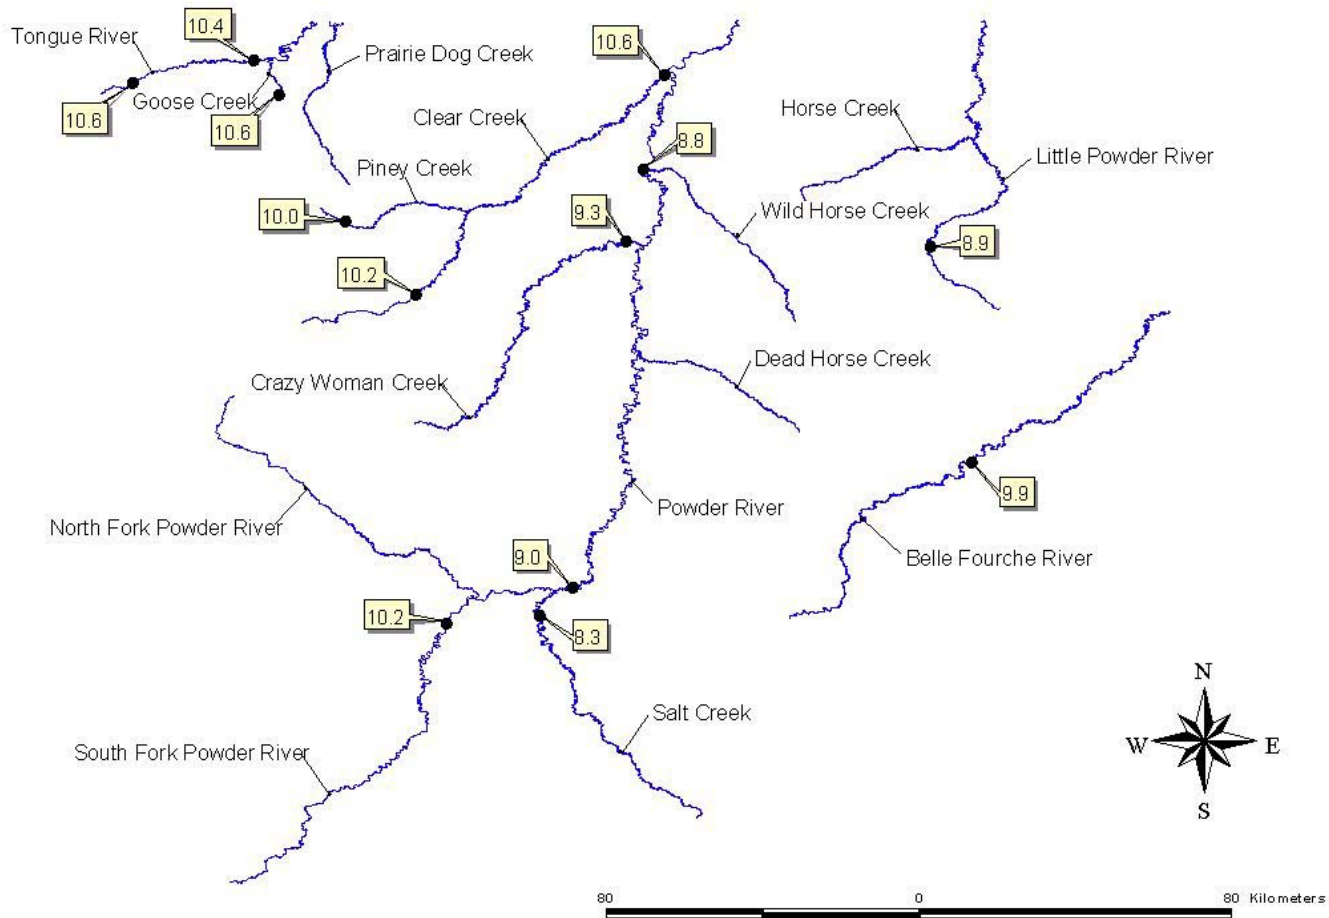 10.4
10.6
Tongue River
Prairie Dog Creek
10.6
Goose Creek
10.6
Clear Creek
Horse Creek
8.8
Little Powder River
Piney Creek
10.0
9.3
Wild Horse Creek
8.9
10.2
Dead Horse Creek
Crazy Woman Creek
9.9
Powder River
North Fork Powder River
9.0
Belle Fourche River
10.2
8.3
N
Salt Creek
W
E
South Fork Powder River
S
80
0
80 Kilometers